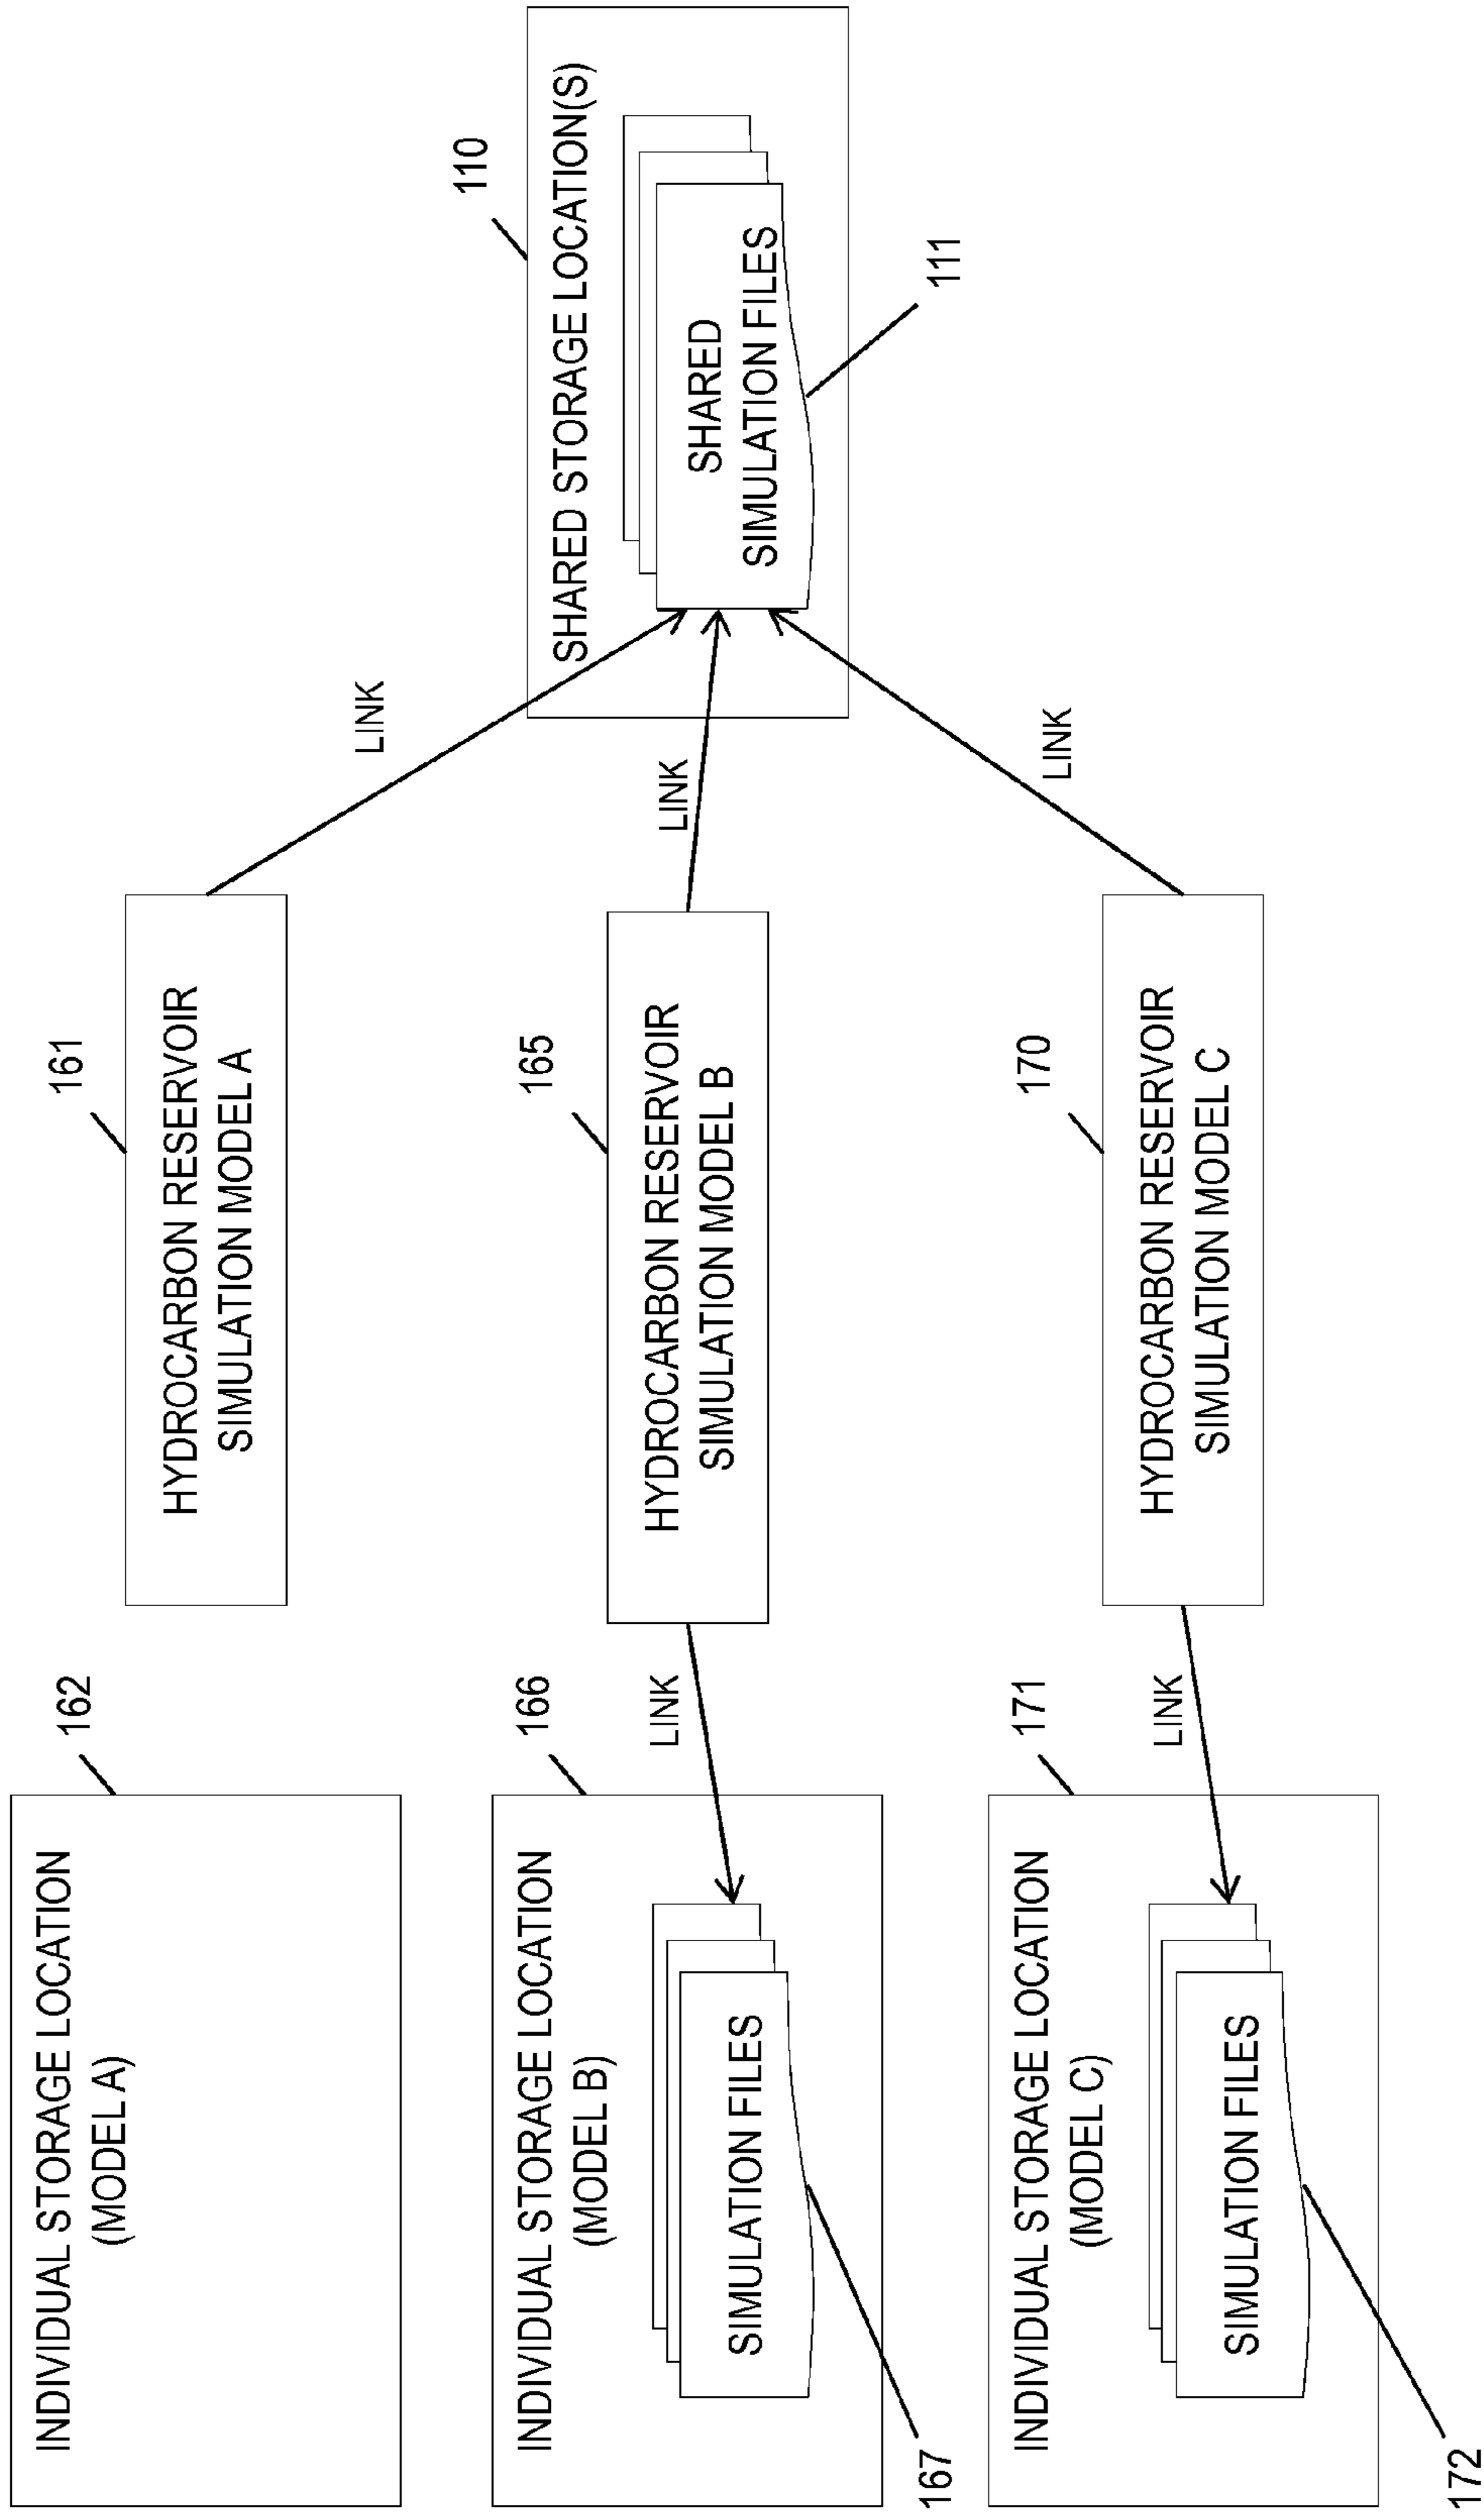 INDIVIDUAL STORAGE LOCATION
(MODEL A)
162
HYDROCARBON RESERVOIR
SIMULATION MODEL A
161
LINK
INDIVIDUAL STORAGE LOCATION
(MODEL B)
166
SIMULATION FILES
167
LINK
HYDROCARBON RESERVOIR
SIMULATION MODEL B
165
LINK
SHARED STORAGE LOCATION(S)
110
SHARED
SIMULATION FILES
111
INDIVIDUAL STORAGE LOCATION
(MODEL C)
171
SIMULATION FILES
172
LINK
HYDROCARBON RESERVOIR
SIMULATION MODEL C
170
LINK